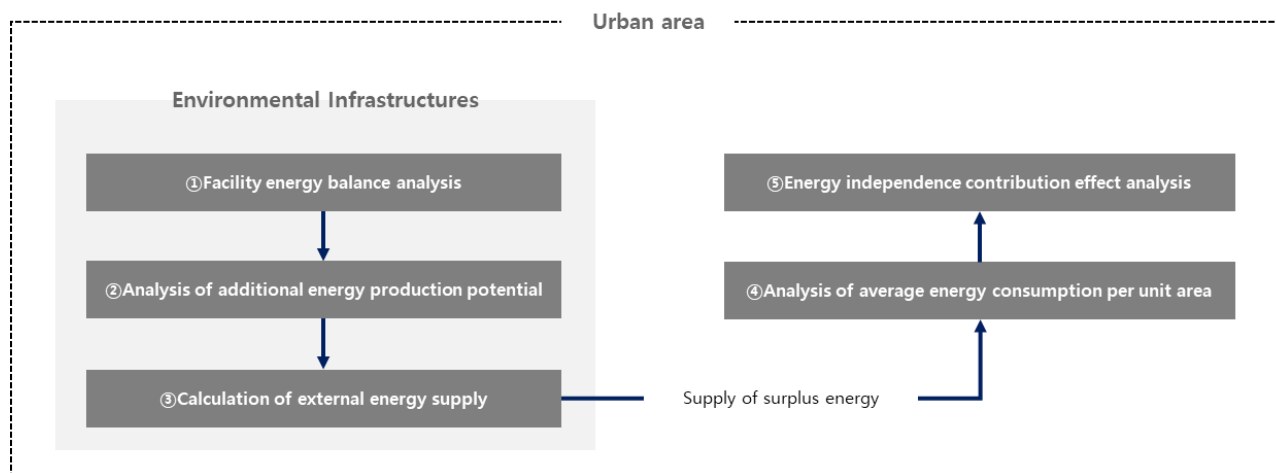 Urban area
Environmental Infrastructures
①Facility energy balance analysis
②Analysis of additional energy production potential
③Calculation of external energy supply
Supply of surplus energy
④Analysis of average energy consumption per unit area
⑤Energy independence contribution effect analysis